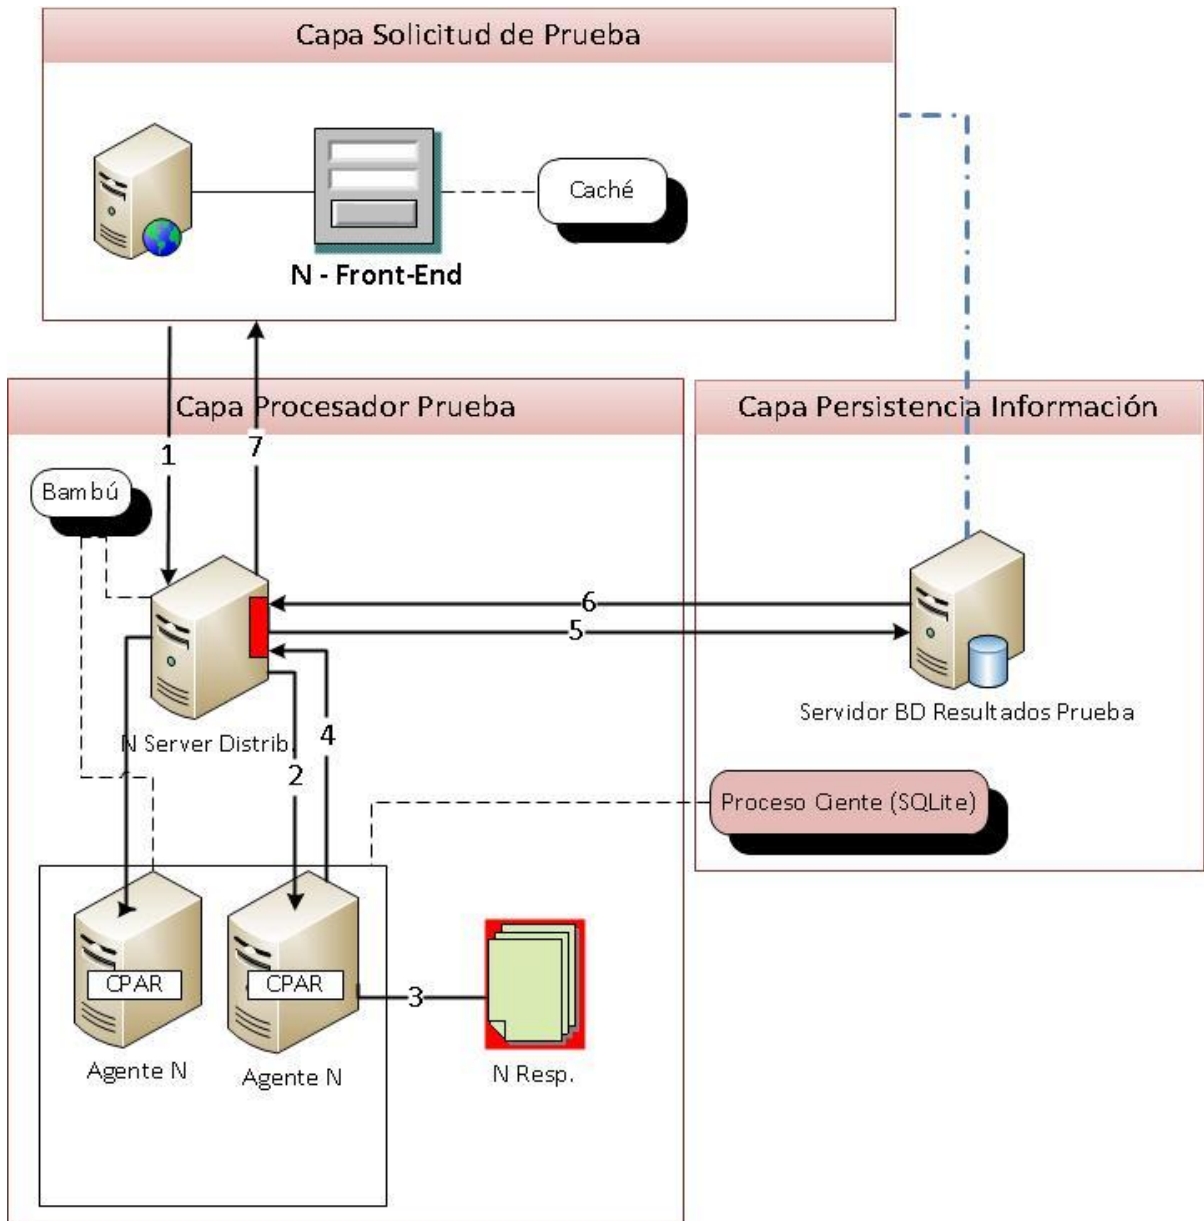 Capa Solicitud de Prueba
Caché
N - Front-End
Capa Procesador Prueba
Capa Persistencia Información
1
7
Bambú
6
5
Servidor BD Resultados Prueba
N Server Distrib.
4
2
Proceso Ciente (SQLite)
CPAR
CPAR
3
Agente N
Agente N
N Resp.